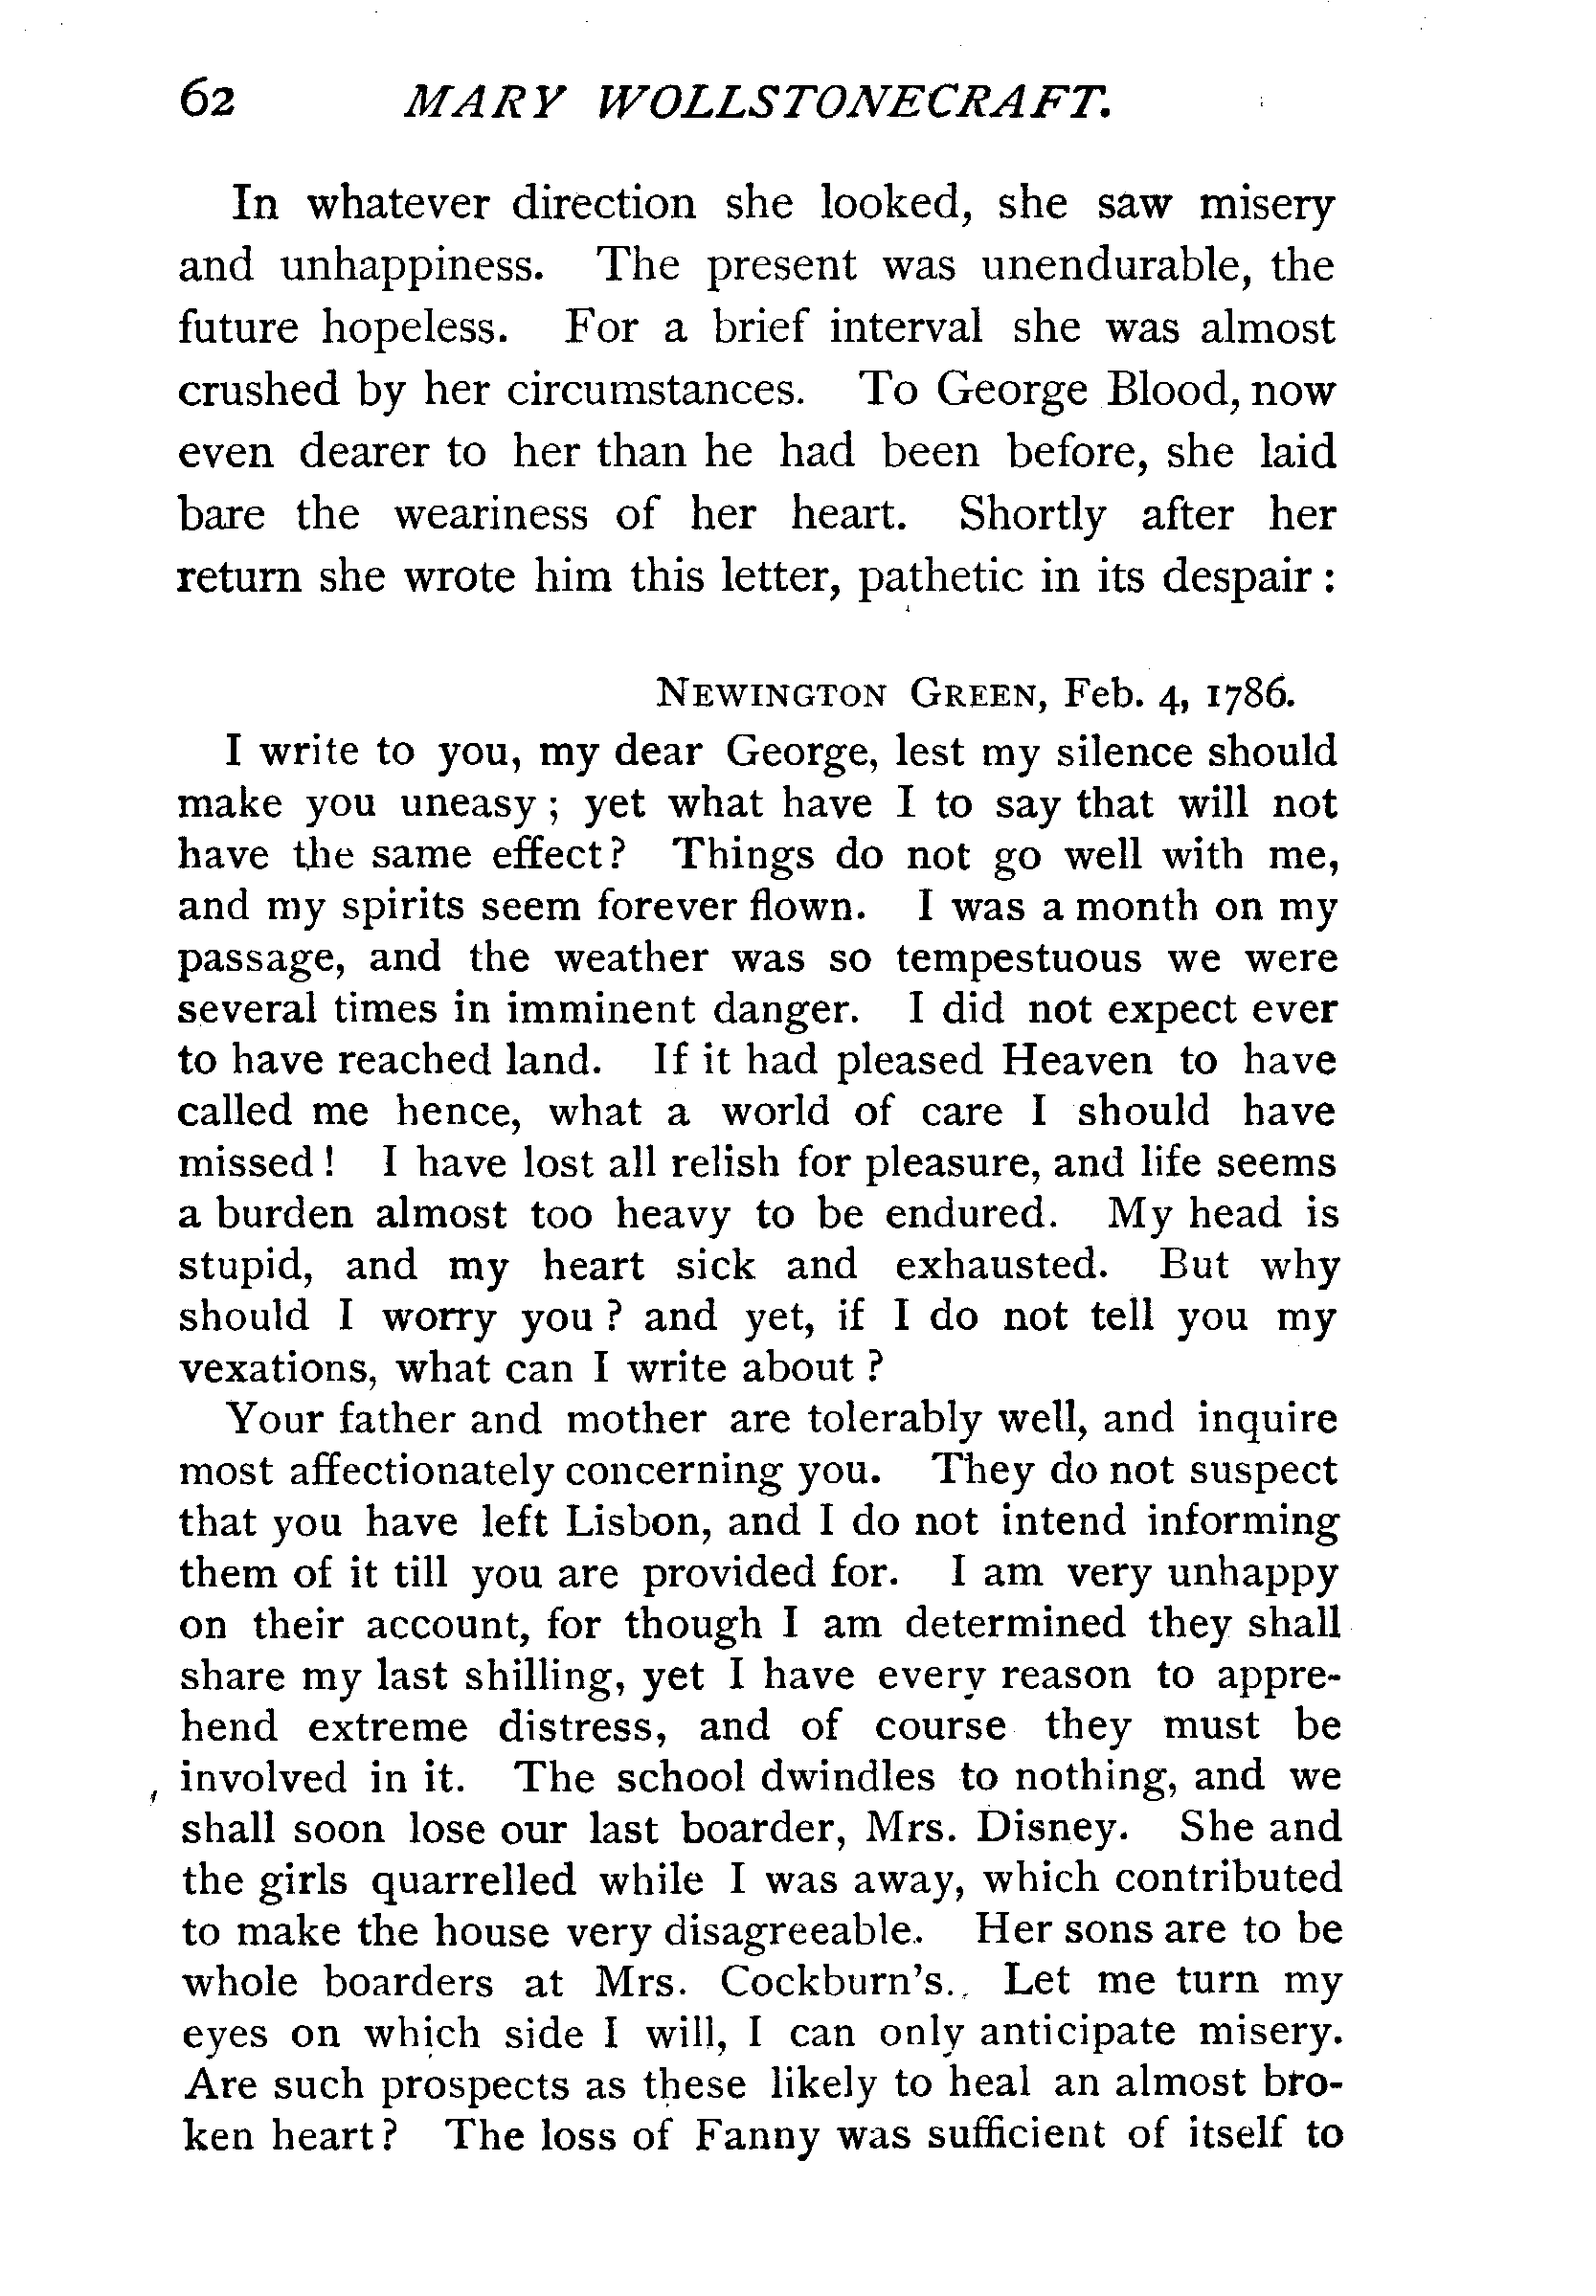 62 MARY WOLLSTONECRAFT.
In whatever direction she looked, she saw misery
and unhappiness. The present was unendurable, the
future hopeless. For a brief interval she was almost
crushed by her circumstances. To George Blood, now
even dearer to her than he had been before, she laid
bare the weariness of her heart. Shortly after her
return she wrote him this letter, pathetic in its despair :
NEWINGTON GREEN, Feb. 4, 1786.
I write to you, my dear George, lest my silence should
make you uneasy ; yet what have I to say that will not
have the same effect? Things do not go well with me,
and my spirits seem forever flown. I was a month on my
passage, and the weather was so tempestuous we were
several times in imminent danger. I did not expect ever
to have reached land. If it had pleased Heaven to have
called me hence, what a world of care I should have
missed ! I have lost all relish for pleasure, and life seems
a burden almost too heavy to be endured. My head is
stupid, and my heart sick and exhausted. But why
should I worry you ? and yet, if I do not tell you my
vexations, what can I write about ?
Your father and mother are tolerably well, and inquire
most affectionately concerning you. They do not suspect
that you have left Lisbon, and I do not intend informing
them of it till you are provided for. I am very unhappy
on their account, for though I am determined they shall
share my last shilling, yet I have every reason to appre-
hend extreme distress, and of course they must be
involved in it. The school dwindles to nothing, and we
shall soon lose our last boarder, Mrs. Disney. She and
the girls quarrelled while I was away, which contributed
to make the house very disagreeable. Her sons are to be
whole boarders at Mrs. Cockburn's. Let me turn my
eyes on which side I will, I can only anticipate misery.
Are such prospects as these likely to heal an almost bro-
ken heart? The loss of Fanny was sufficient of itself to